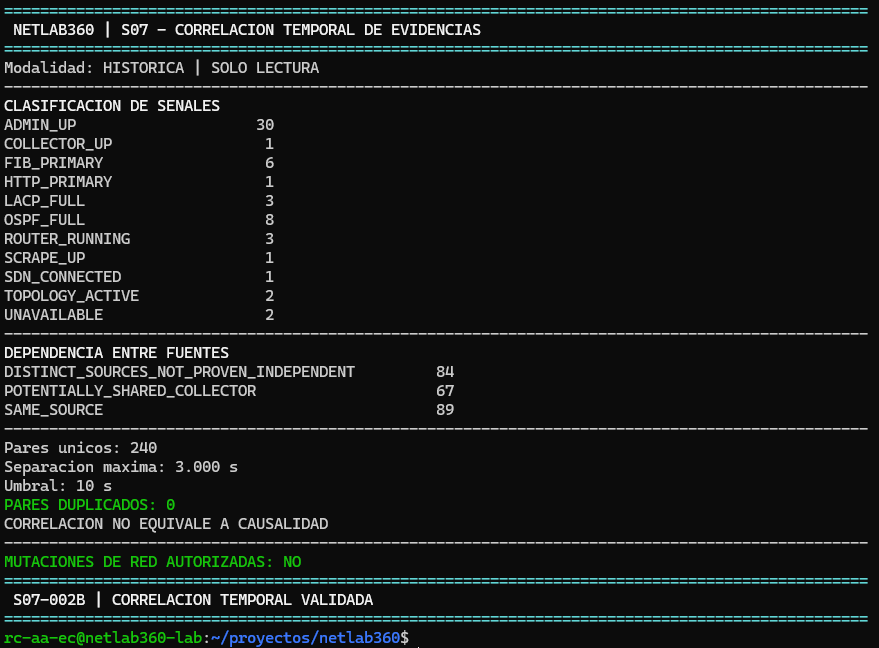 ================================================================================================
NETLAB360 | S07 - CORRELACION TEMPORAL DE EVIDENCIAS
================================================================================================
Modalidad: HISTORICA | SOLO LECTURA
------------------------------------------------------------------------------------------------
CLASIFICACION DE SENALES
ADMIN_UP 30
COLLECTOR_UP 1
FIB_PRIMARY 6
HTTP_PRIMARY 1
LACP_FULL 3
OSPF_FULL 8
ROUTER_RUNNING 3
SCRAPE_UP 1
SDN_CONNECTED 1
TOPOLOGY_ACTIVE 2
UNAVAILABLE 2
------------------------------------------------------------------------------------------------
DEPENDENCIA ENTRE FUENTES
DISTINCT_SOURCES_NOT_PROVEN_INDEPENDENT 84
POTENTIALLY_SHARED_COLLECTOR 67
SAME_SOURCE 89
------------------------------------------------------------------------------------------------
Pares unicos: 240
Separacion maxima: 3.000 s
Umbral: 10 s
PARES DUPLICADOS: 0
CORRELACION NO EQUIVALE A CAUSALIDAD
------------------------------------------------------------------------------------------------
MUTACIONES DE RED AUTORIZADAS: NO
================================================================================================
S07-002B | CORRELACION TEMPORAL VALIDADA
================================================================================================
rc-aa-ec@netlab360-lab:~/proyectos/netlab360$